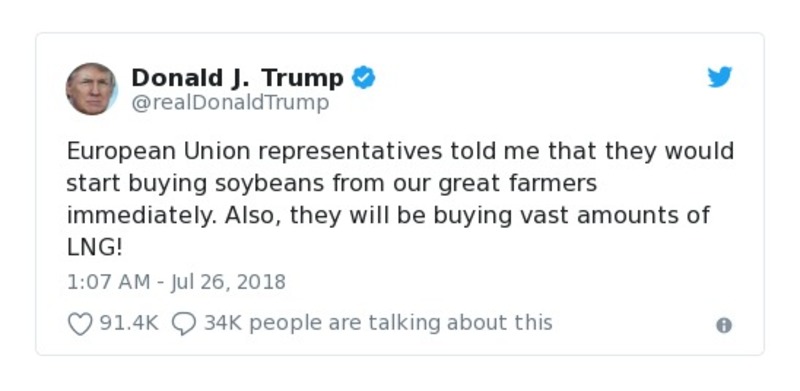 Donald J. Trump
@realDonaldTrump
European Union representatives told me that they would
start buying soybeans from our great farmers
immediately. Also, they will be buying vast amounts of
LNG!
1:07 AM - Jul 26, 2018
91.4K 34K people are talking about this